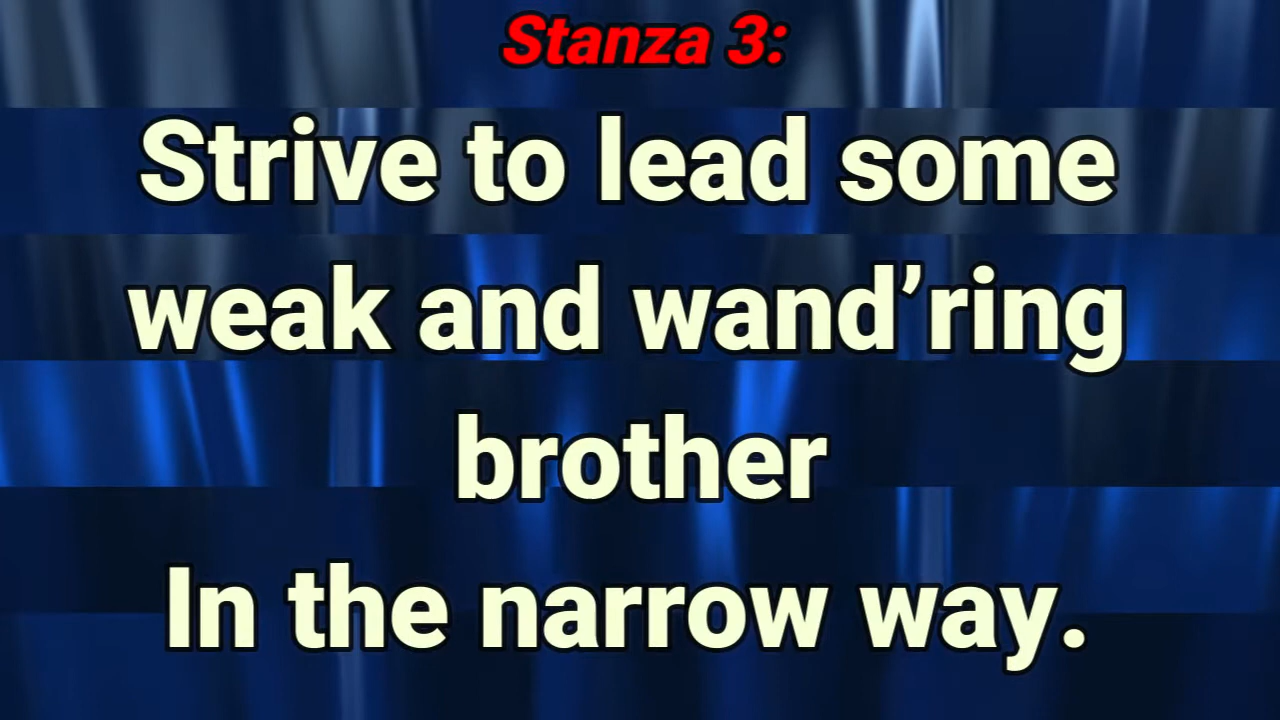 Stanza 3:
Strive to lead some
weak and wand’ring
brother
In the narrow way.